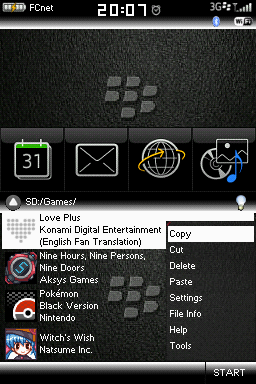 FCnet
20:07
3G
WiFi
31
SD:/Games/
Love Plus
Konami Digital Entertainment
(English Fan Translation)
Nine Hours, Nine Persons,
Nine Doors
Aksys Games
Pokémon
Black Version
Nintendo
Witch's Wish
Natsume Inc.
Copy
Cut
Delete
Paste
Settings
File Info
Help
Tools
START